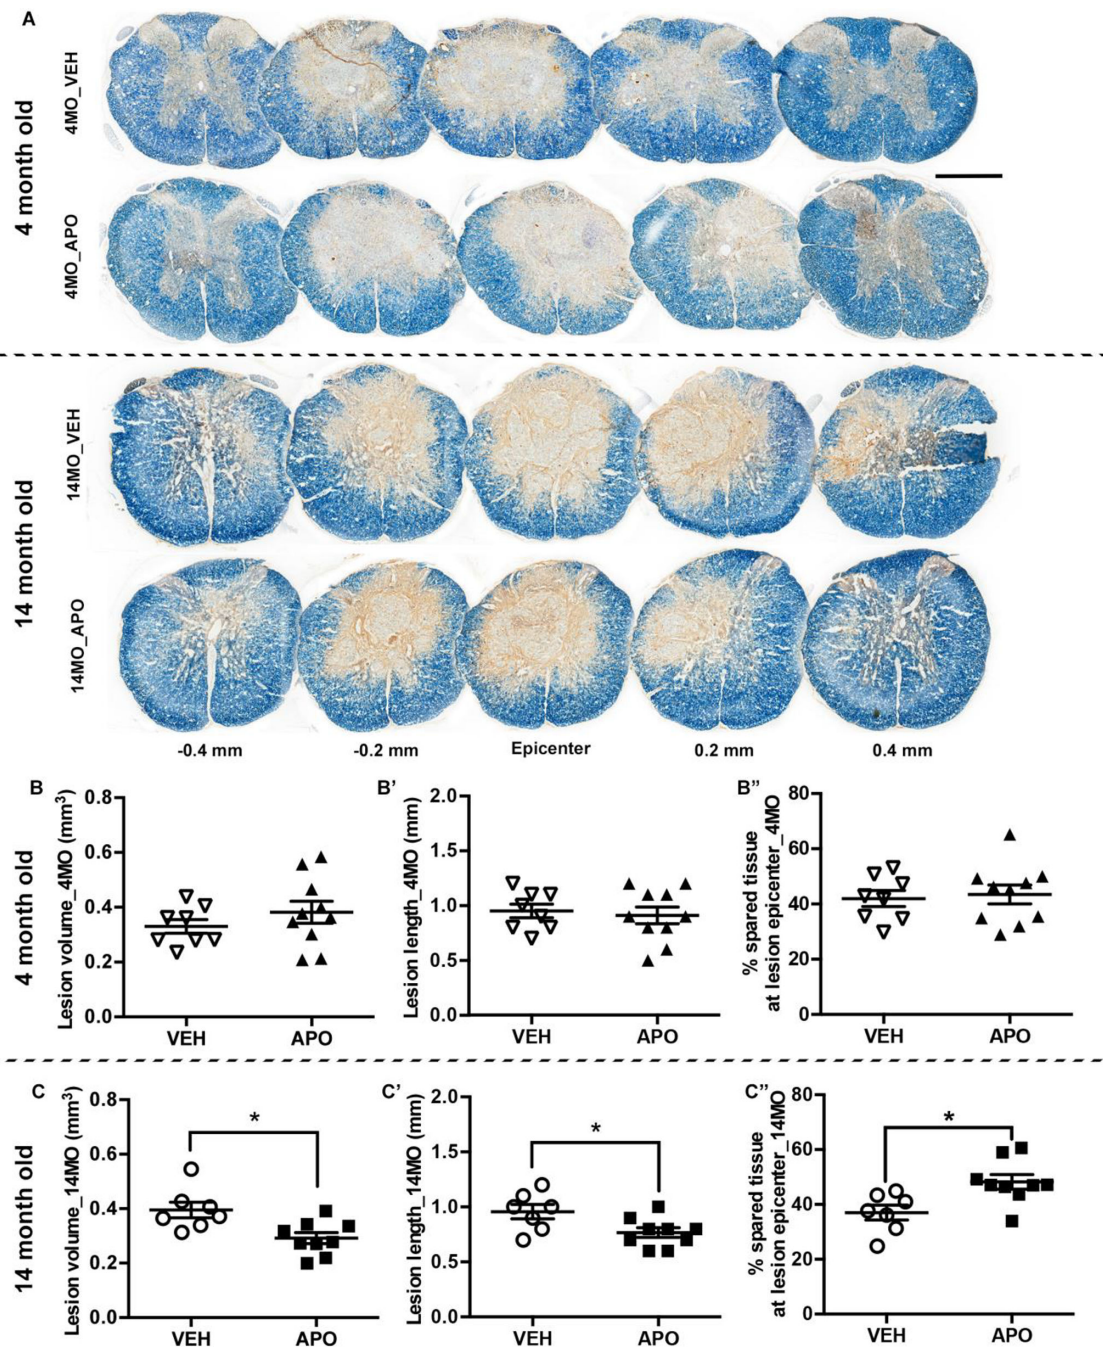 A
4 month old
4MO_VEH
4MO_APO
14 month old
14MO_VEH
14MO_APO
-0.4 mm
-0.2 mm
Epicenter
0.2 mm
0.4 mm
4 month old
B
Lesion volume_4MO (mm³)
0.8
0.6
0.4
0.2
0.0
VEH
APO
B'
Lesion length_4MO (mm)
2.0
1.5
1.0
0.5
0.0
VEH
APO
B"
% spared tissue
at lesion epicenter_4MO
80
60
40
20
0
VEH
APO
14 month old
C
Lesion volume_14MO (mm³)
0.8
0.6
0.4
0.2
0.0
*
VEH
APO
C'
Lesion length_14MO (mm)
2.0
1.5
1.0
0.5
0.0
*
VEH
APO
C"
% spared tissue
at lesion epicenter_14MO
80
60
40
20
0
*
VEH
APO